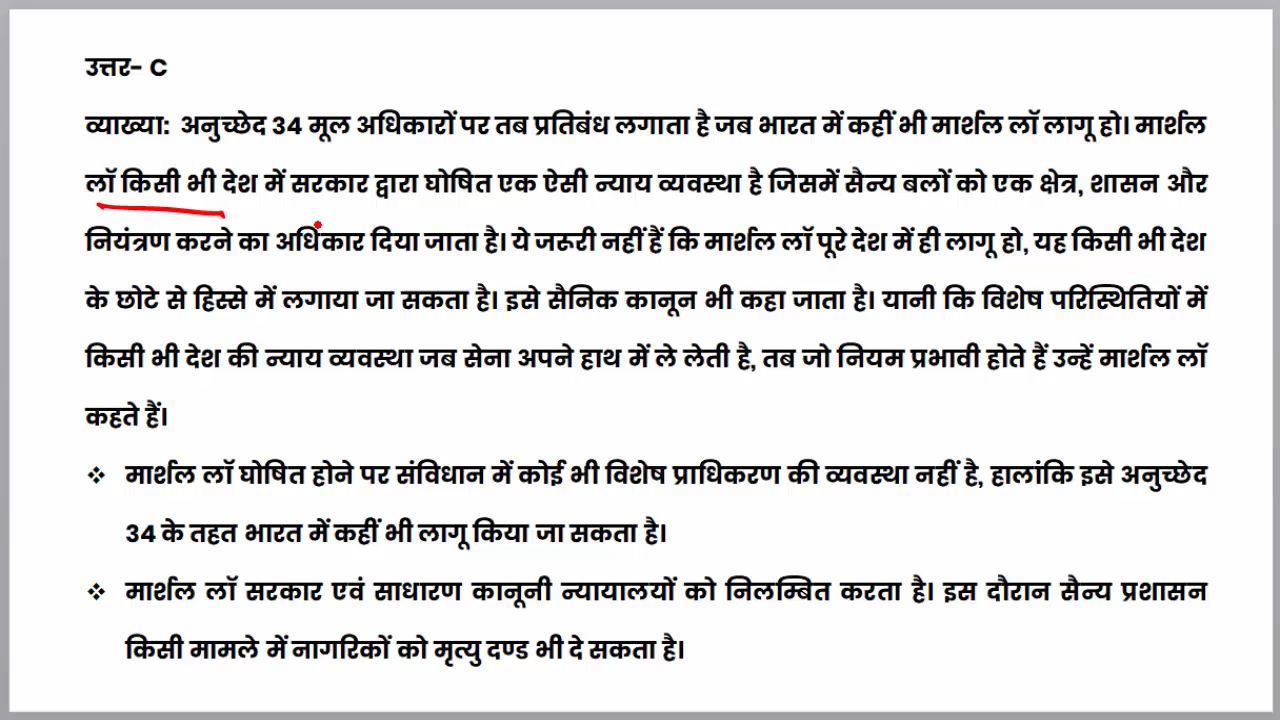 उत्तर- C
व्याख्या: अनुच्छेद 34 मूल अधिकारों पर तब प्रतिबंध लगाता है जब भारत में कहीं भी मार्शल लॉ लागू हो। मार्शल
लॉ किसी भी देश में सरकार द्वारा घोषित एक ऐसी न्याय व्यवस्था है जिसमें सैन्य बलों को एक क्षेत्र, शासन और
नियंत्रण करने का अधिकार दिया जाता है। ये जरूरी नहीं हैं कि मार्शल लॉ पूरे देश में ही लागू हो, यह किसी भी देश
के छोटे से हिस्से में लगाया जा सकता है। इसे सैनिक कानून भी कहा जाता है। यानी कि विशेष परिस्थितियों में
किसी भी देश की न्याय व्यवस्था जब सेना अपने हाथ में ले लेती है, तब जो नियम प्रभावी होते हैं उन्हें मार्शल लॉ
कहते हैं।
❖ मार्शल लॉ घोषित होने पर संविधान में कोई भी विशेष प्राधिकरण की व्यवस्था नहीं है, हालांकि इसे अनुच्छेद
34 के तहत भारत में कहीं भी लागू किया जा सकता है।
❖ मार्शल लॉ सरकार एवं साधारण कानूनी न्यायालयों को निलम्बित करता है। इस दौरान सैन्य प्रशासन
किसी मामले में नागरिकों को मृत्यु दण्ड भी दे सकता है।